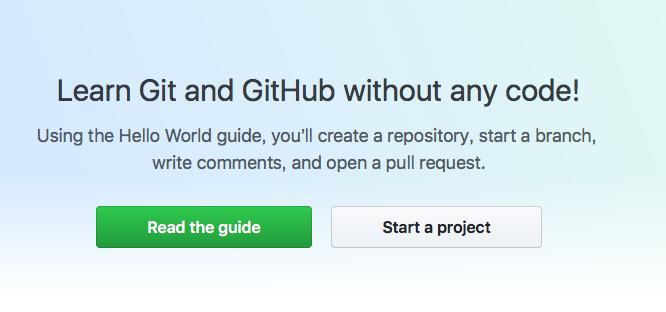 Learn Git and GitHub without any code!
Using the Hello World guide, you’ll create a repository, start a branch,
write comments, and open a pull request.
Read the guide
Start a project